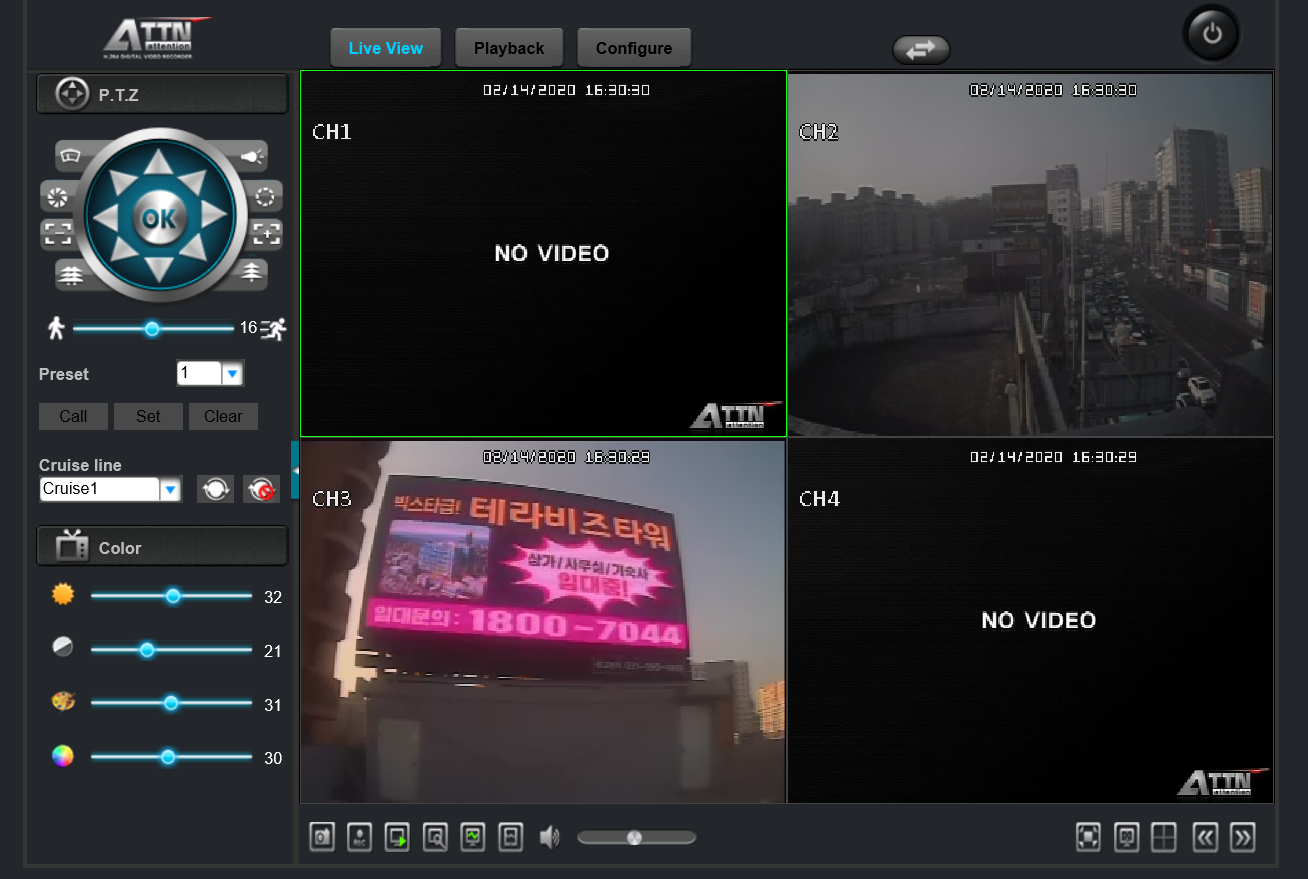 ATTN
attention
H.264 DIGITAL VIDEO RECORDER
Live View
Playback
Configure
P.T.Z
OK
16
Preset
1
Call
Set
Clear
Cruise line
Cruise1
Color
32
21
31
30
02/14/2020 16:30:30
CH1
NO VIDEO
ATTN
attention
02/14/2020 16:30:30
CH2
02/14/2020 16:30:29
CH3
빅스타급! 테라비즈타워
상가/사무실/기숙사
임대중!
임대문의: 1800-7044
02/14/2020 16:30:29
CH4
NO VIDEO
ATTN
attention
REC